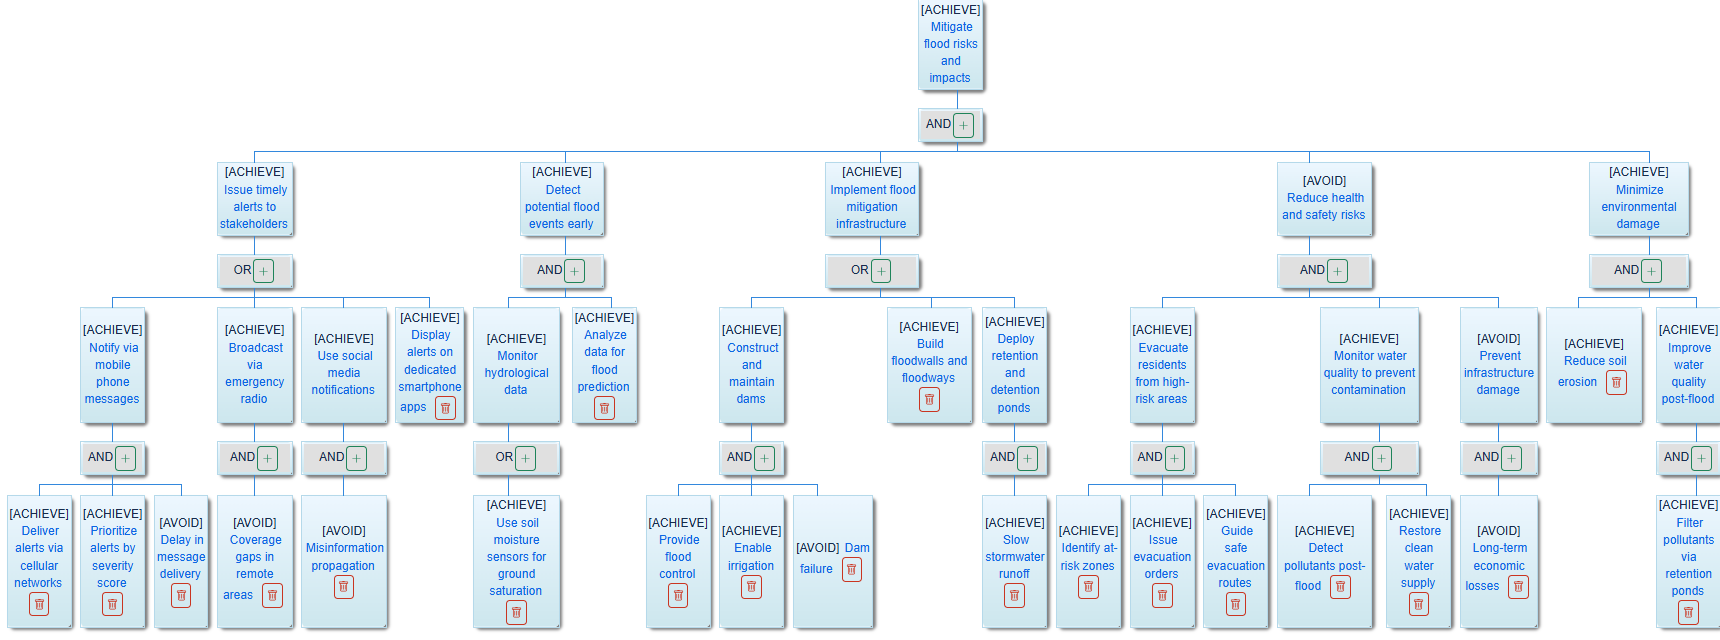 [ACHIEVE]
Mitigate
flood risks
and
impacts
AND +
[ACHIEVE]
Issue timely
alerts to
stakeholders
[ACHIEVE]
Detect
potential flood
events early
[ACHIEVE]
Implement flood
mitigation
infrastructure
[AVOID]
Reduce health
and safety risks
[ACHIEVE]
Minimize
environmental
damage
OR +
AND +
OR +
AND +
AND +
[ACHIEVE]
Notify via
mobile
phone
messages
[ACHIEVE]
Broadcast
via
emergency
radio
[ACHIEVE]
Use social
media
notifications
[ACHIEVE]
Display
alerts on
dedicated
smartphone
apps
[ACHIEVE]
Monitor
hydrological
data
[ACHIEVE]
Analyze
data for
flood
prediction
[ACHIEVE]
Construct
and
maintain
dams
[ACHIEVE]
Build
floodwalls and
floodways
[ACHIEVE]
Deploy
retention
and
detention
ponds
[ACHIEVE]
Evacuate
residents
from high-
risk areas
[ACHIEVE]
Monitor water
quality to prevent
contamination
[AVOID]
Prevent
infrastructure
damage
[ACHIEVE]
Reduce soil
erosion
[ACHIEVE]
Improve
water
quality
post-flood
AND +
AND +
AND +
OR +
AND +
AND +
AND +
AND +
AND +
AND +
[ACHIEVE]
Deliver
alerts via
cellular
networks
[ACHIEVE]
Prioritize
alerts by
severity
score
[AVOID]
Delay in
message
delivery
[AVOID]
Coverage
gaps in
remote
areas
[AVOID]
Misinformation
propagation
[ACHIEVE]
Use soil
moisture
sensors for
ground
saturation
[ACHIEVE]
Provide
flood
control
[ACHIEVE]
Enable
irrigation
[AVOID] Dam
failure
[ACHIEVE]
Slow
stormwater
runoff
[ACHIEVE]
Identify at-
risk zones
[ACHIEVE]
Issue
evacuation
orders
[ACHIEVE]
Guide
safe
evacuation
routes
[ACHIEVE]
Detect
pollutants post-
flood
[ACHIEVE]
Restore
clean
water
supply
[AVOID]
Long-term
economic
losses
[ACHIEVE]
Filter
pollutants
via
retention
ponds